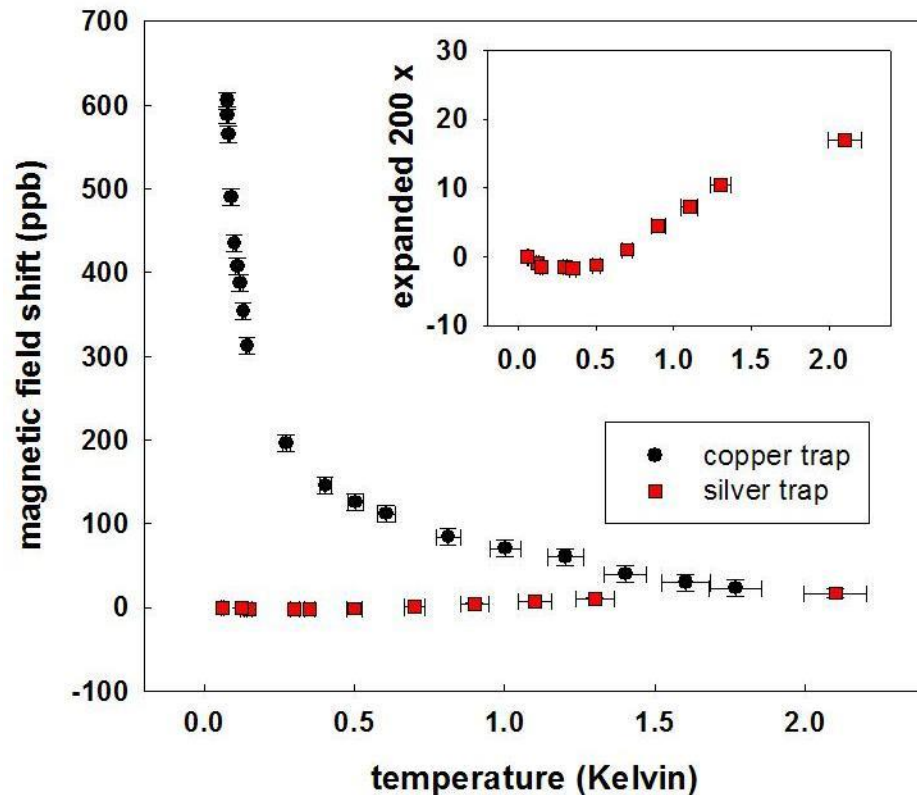 700
600
500
400
300
200
100
0
-100
magnetic field shift (ppb)
30
20
10
0
-10
expanded 200 x
0.0 0.5 1.0 1.5 2.0
copper trap
silver trap
0.0 0.5 1.0 1.5 2.0
temperature (Kelvin)